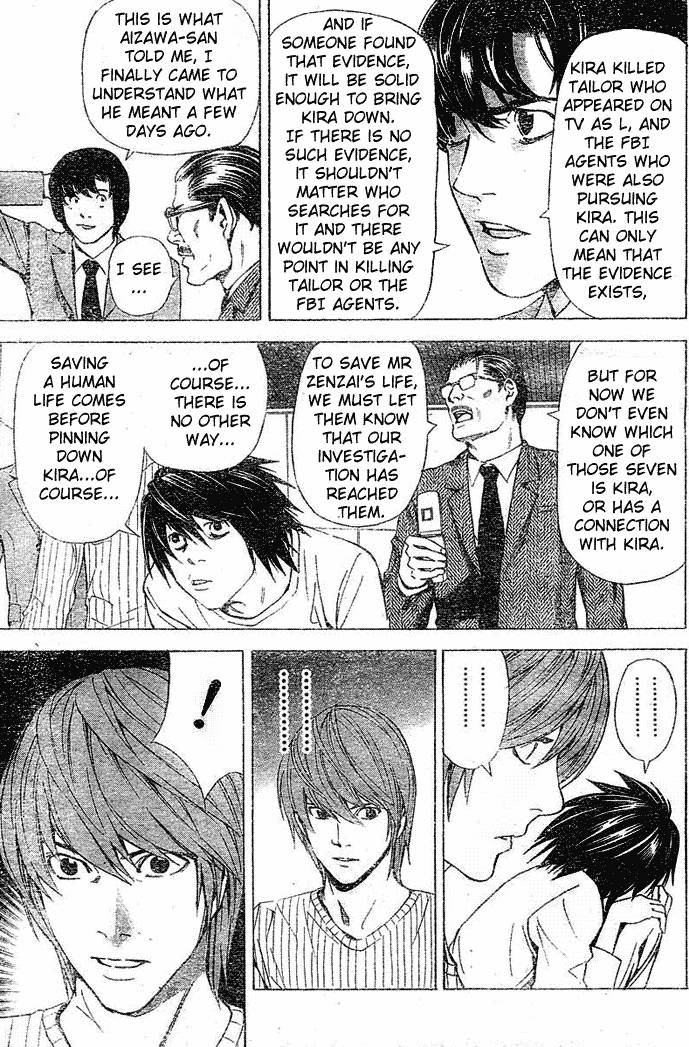 KIRA KILLED
TAILOR WHO
APPEARED ON
TV AS L, AND
THE FBI
AGENTS WHO
WERE ALSO
PURSUING
KIRA. THIS
CAN ONLY
MEAN THAT
THE EVIDENCE
EXISTS,
AND IF
SOMEONE FOUND
THAT EVIDENCE,
IT WILL BE SOLID
ENOUGH TO BRING
KIRA DOWN.
IF THERE IS NO
SUCH EVIDENCE,
IT SHOULDN'T
MATTER WHO
SEARCHES FOR
IT AND THERE
WOULDN'T BE ANY
POINT IN KILLING
TAILOR OR THE
FBI AGENTS.
THIS IS WHAT
AIZAWA-SAN
TOLD ME, I
FINALLY CAME TO
UNDERSTAND WHAT
HE MEANT A FEW
DAYS AGO.
I SEE
...
BUT FOR
NOW WE
DON'T EVEN
KNOW WHICH
ONE OF
THOSE SEVEN
IS KIRA,
OR HAS A
CONNECTION
WITH KIRA.
TO SAVE MR
ZENZAI'S LIFE,
WE MUST LET
THEM KNOW
THAT OUR
INVESTIGA-
TION HAS
REACHED
THEM.
...OF
COURSE...
THERE IS
NO OTHER
WAY...
SAVING
A HUMAN
LIFE COMES
BEFORE
PINNING
DOWN
KIRA...OF
COURSE...
........
........
........
!